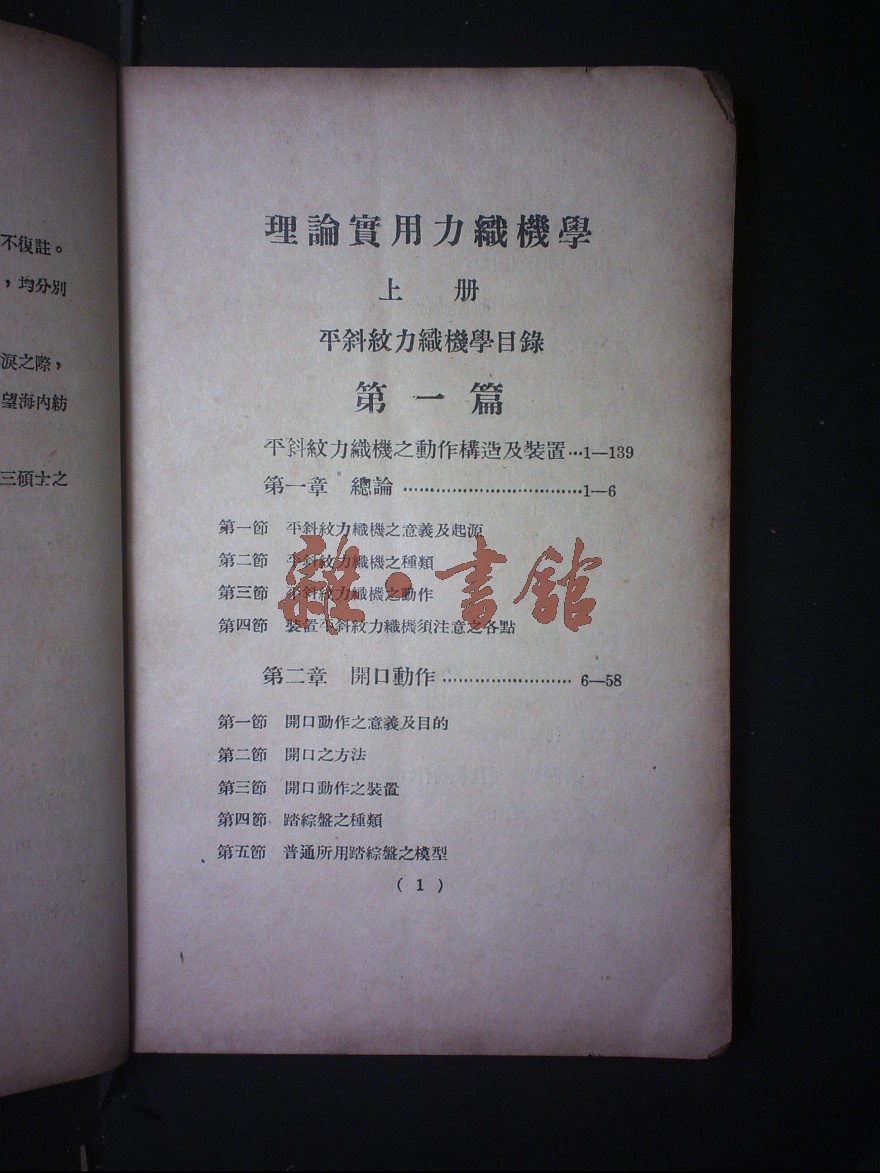 不復註。
，均分別
淚之際，
望海內紡
三碩士之
理論實用力織機學
上册
平斜紋力織機學目錄
第一篇
平斜紋力織機之動作構造及裝置…1—139
第一章 總論……………………………1—6
第一節 平斜紋力織機之意義及起源
第二節 平斜紋力織機之種類
第三節 平斜紋力織機之動作
第四節 裝置平斜紋力織機須注意之各點
雜·書館
第二章 開口動作……………………6—58
第一節 開口動作之意義及目的
第二節 開口之方法
第三節 開口動作之裝置
第四節 踏綜盤之種類
第五節 普通所用踏綜盤之模型
(1)